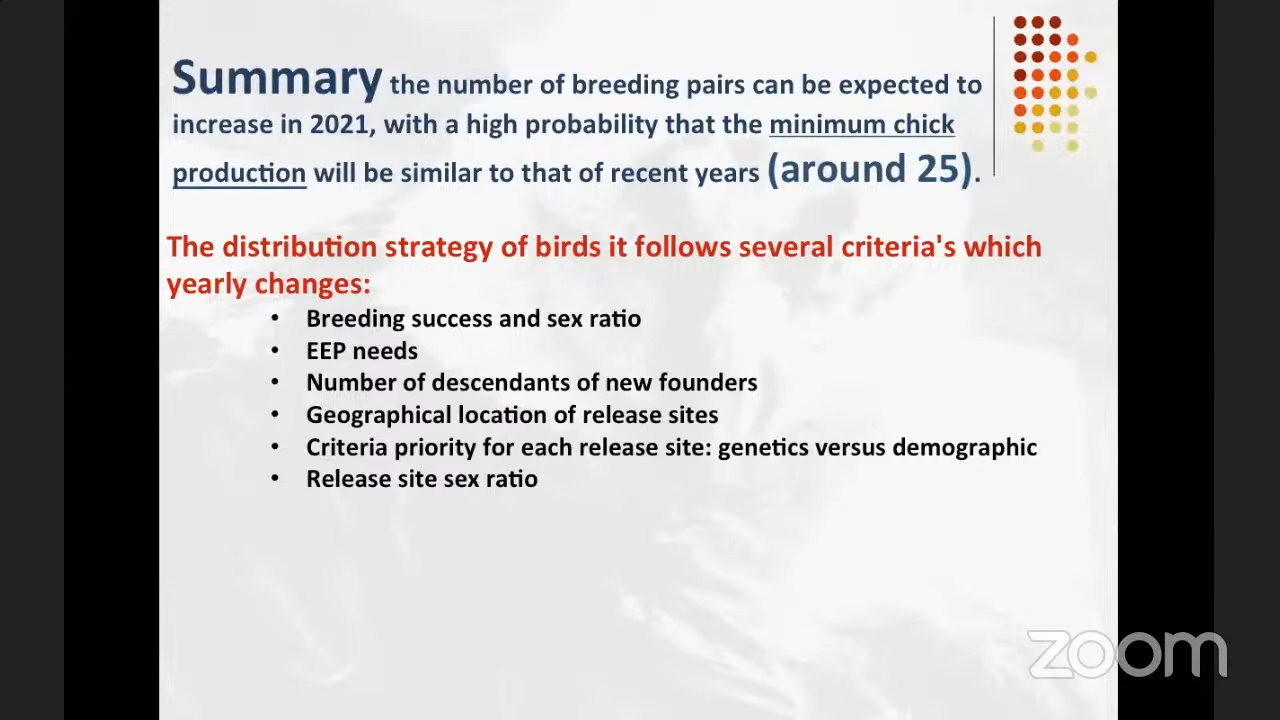 Summary the number of breeding pairs can be expected to
increase in 2021, with a high probability that the minimum chick
production will be similar to that of recent years (around 25).
The distribution strategy of birds it follows several criteria's which
yearly changes:
• Breeding success and sex ratio
• EEP needs
• Number of descendants of new founders
• Geographical location of release sites
• Criteria priority for each release site: genetics versus demographic
• Release site sex ratio
zoom